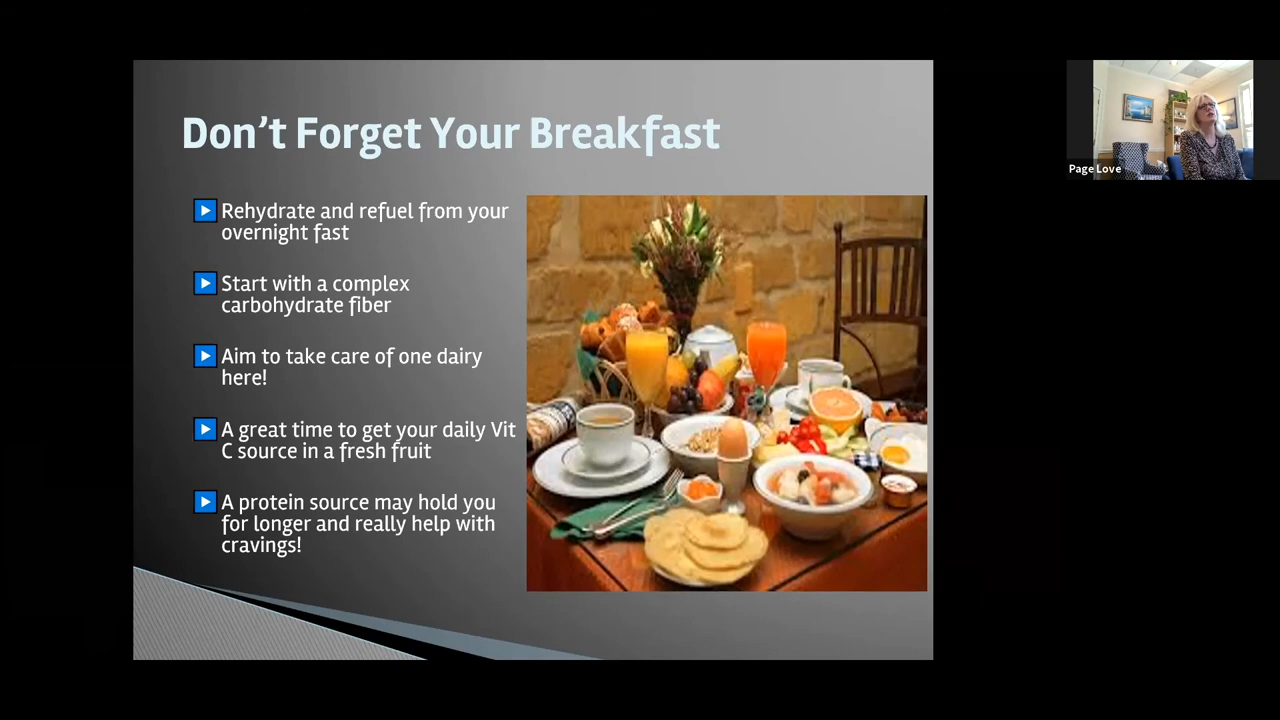 Don't Forget Your Breakfast
Rehydrate and refuel from your
overnight fast
Start with a complex
carbohydrate fiber
Aim to take care of one dairy
here!
A great time to get your daily Vit
C source in a fresh fruit
A protein source may hold you
for longer and really help with
cravings!
Page Love